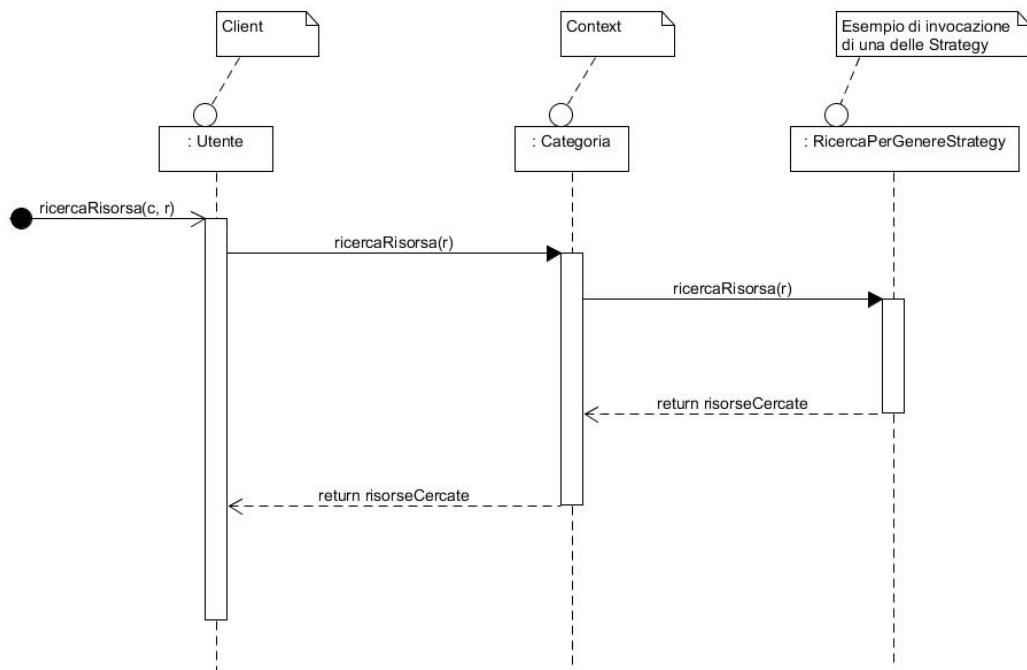 Client
Context
Esempio di invocazione
di una delle Strategy
: Utente
: Categoria
: RicercaPerGenereStrategy
ricercaRisorsa(c, r)
ricercaRisorsa(r)
ricercaRisorsa(r)
return risorseCercate
return risorseCercate